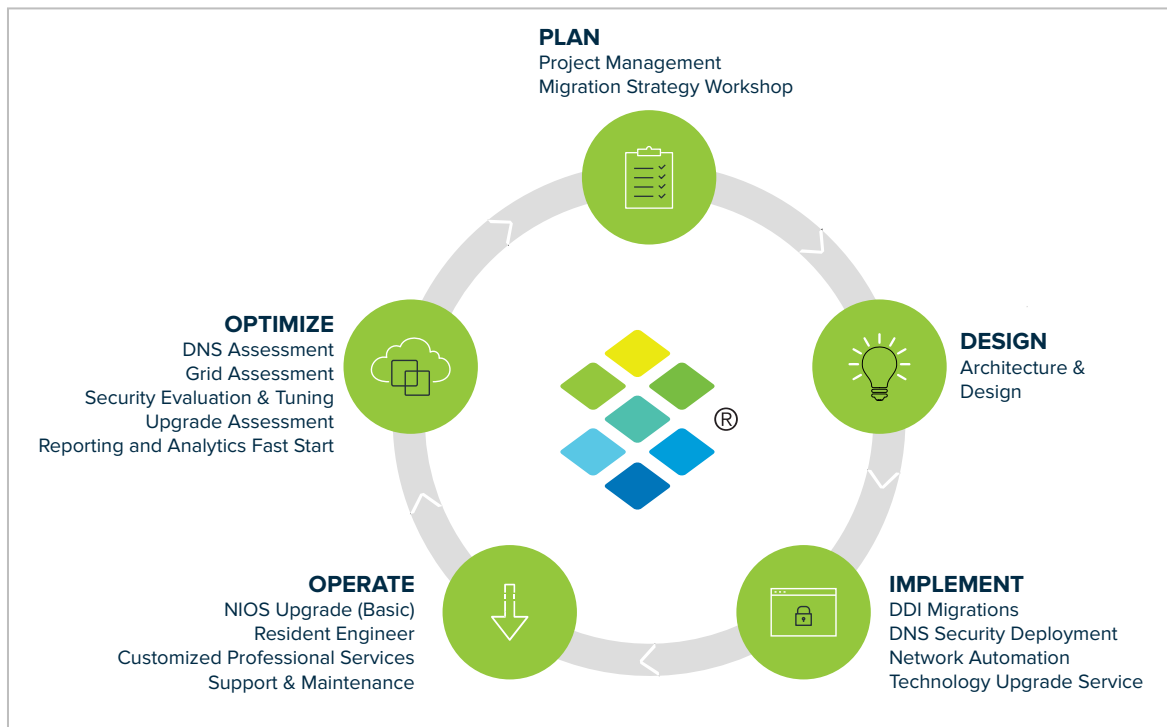 PLAN
Project Management
Migration Strategy Workshop
DESIGN
Architecture &
Design
IMPLEMENT
DDI Migrations
DNS Security Deployment
Network Automation
Technology Upgrade Service
OPERATE
NIOS Upgrade (Basic)
Resident Engineer
Customized Professional Services
Support & Maintenance
OPTIMIZE
DNS Assessment
Grid Assessment
Security Evaluation & Tuning
Upgrade Assessment
Reporting and Analytics Fast Start
®